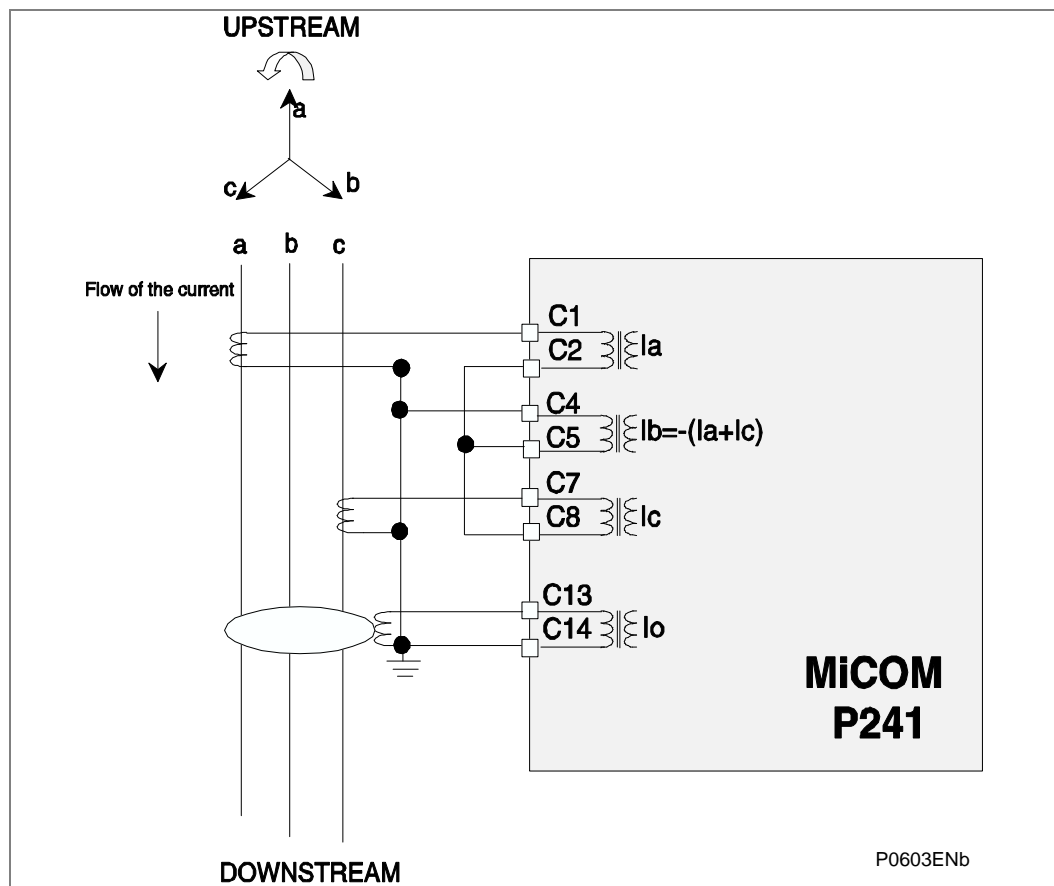 UPSTREAM
a
c
b
a b c
Flow of the current
C1
C2
Ia
C4
C5
Ib=-(Ia+Ic)
C7
C8
Ic
C13
C14
Io
MiCOM
P241
DOWNSTREAM
P0603ENb